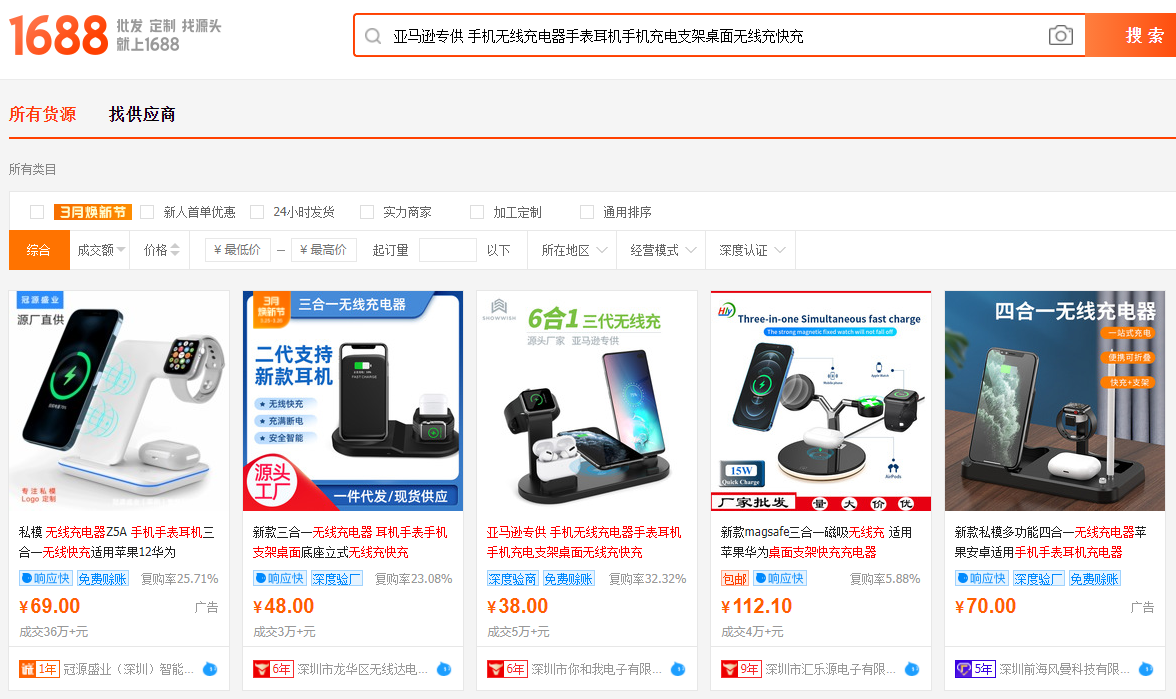 1688
批发 定制 找源头
就上1688
亚马逊专供 手机无线充电器手表耳机手机充电支架桌面无线充快充
搜 索
所有货源
找供应商
所有类目
3月焕新节
新人首单优惠
24小时发货
实力商家
加工定制
通用排序
综合
成交额
价格
¥ 最低价
–
¥ 最高价
起订量
以下
所在地区
经营模式
深度认证
冠源盛业
源厂直供
专注私模
Logo 定制
私模 无线充电器Z5A 手机手表耳机三
合一无线快充适用苹果12华为
响应快 免费赊账 复购率25.71%
¥69.00
广告
成交36万+元
1年 冠源盛业（深圳）智能...
3月
焕新节
三合一无线充电器
二代支持
新款耳机
★ 无线快充
★ 充满断电
★ 安全智能
源头
工厂
一件代发/现货供应
新款三合一无线充电器 耳机手表手机
支架桌面底座立式无线快充快充
响应快 深度验厂 复购率23.08%
¥48.00
成交3万+元
6年 深圳市龙华区无线达电...
SHOWWISH
6合1 三代无线充
源头厂家 亚马逊专供
亚马逊专供 手机无线充电器手表耳机
手机充电支架桌面无线充快充
深度验商 免费赊账 复购率32.32%
¥38.00
成交5万+元
6年 深圳市你和我电子有限...
Hly
Three-in-one Simultaneous fast charge
The strong magnetic fixed watch will not fall off
Mobile phone
Apple Watch
AirPods
15W
Quick Charge
厂家批发
量 大 价 优
新款magsafe三合一磁吸无线充 适用
苹果华为桌面支架快充充电器
包邮 响应快 复购率5.88%
¥112.10
成交4万+元
9年 深圳市汇乐源电子有限...
四合一无线充电器
一站式充电
便携可折叠
快充+支架
新款私模多功能四合一无线充电器苹
果安卓适用手机手表耳机充电器
响应快 深度验厂 免费赊账
¥70.00
广告
5年 深圳前海风曼科技有限...